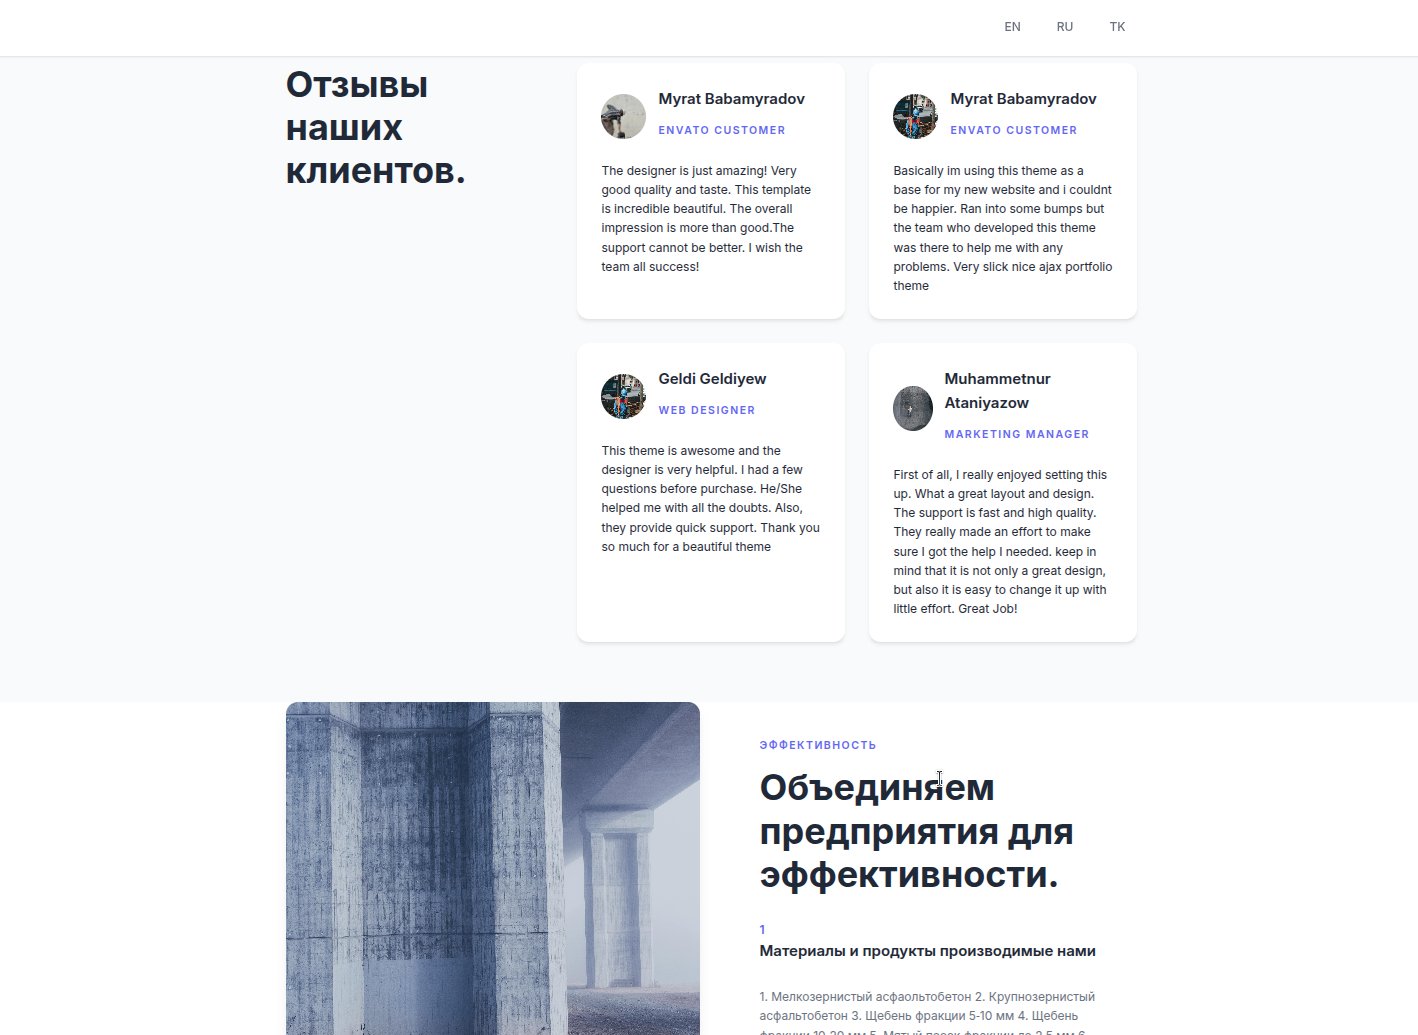 EN RU TK
Отзывы
наших
клиентов.
Myrat Babamyradov
ENVATO CUSTOMER
The designer is just amazing! Very
good quality and taste. This template
is incredible beautiful. The overall
impression is more than good.The
support cannot be better. I wish the
team all success!
Myrat Babamyradov
ENVATO CUSTOMER
Basically im using this theme as a
base for my new website and i couldnt
be happier. Ran into some bumps but
the team who developed this theme
was there to help me with any
problems. Very slick nice ajax portfolio
theme
Geldi Geldiyew
WEB DESIGNER
This theme is awesome and the
designer is very helpful. I had a few
questions before purchase. He/She
helped me with all the doubts. Also,
they provide quick support. Thank you
so much for a beautiful theme
Muhammetnur
Ataniyazow
MARKETING MANAGER
First of all, I really enjoyed setting this
up. What a great layout and design.
The support is fast and high quality.
They really made an effort to make
sure I got the help I needed. keep in
mind that it is not only a great design,
but also it is easy to change it up with
little effort. Great Job!
ЭФФЕКТИВНОСТЬ
Объединяем
предприятия для
эффективности.
1
Материалы и продукты производимые нами
1. Мелкозернистый асфаольтобетон 2. Крупнозернистый
асфальтобетон 3. Щебень фракции 5-10 мм 4. Щебень